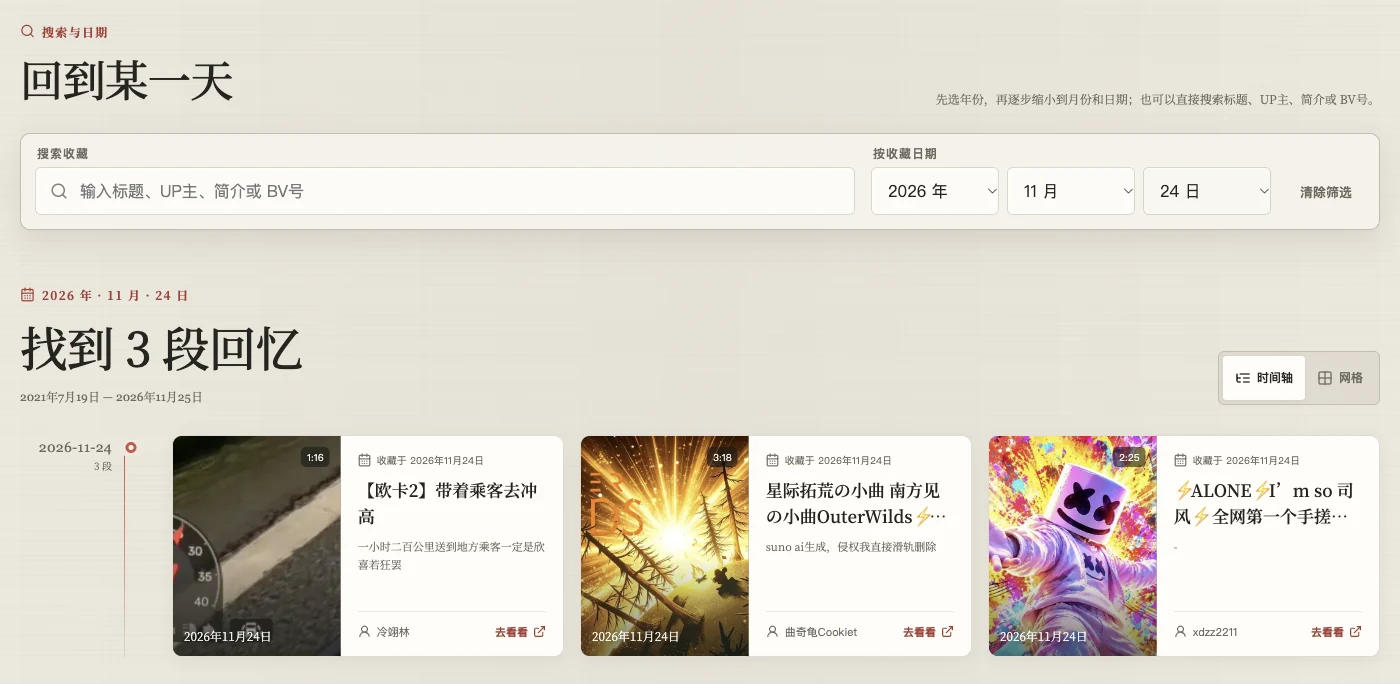 搜索与日期
回到某一天
先选年份，再逐步缩小到月份和日期；也可以直接搜索标题、UP主、简介或 BV号。
搜索收藏
按收藏日期
输入标题、UP主、简介或 BV号
2026 年
11 月
24 日
清除筛选
2026 年 · 11 月 · 24 日
找到 3 段回忆
2021年7月19日 — 2026年11月25日
时间轴
网格
2026-11-24
3 段
1:16
30
35
40
2026年11月24日
收藏于 2026年11月24日
【欧卡2】带着乘客去冲
高
一小时二百公里送到地方乘客一定是欣
喜若狂罢
冷翊林
去看看
3:18
2026年11月24日
收藏于 2026年11月24日
星际拓荒の小曲 南方见
の小曲OuterWilds⚡…
suno ai生成，侵权我直接滑轨删除
曲奇龟Cookiet
去看看
2:25
2026年11月24日
收藏于 2026年11月24日
⚡ALONE⚡I’m so 司
风⚡全网第一个手搓…
-
xdzz2211
去看看